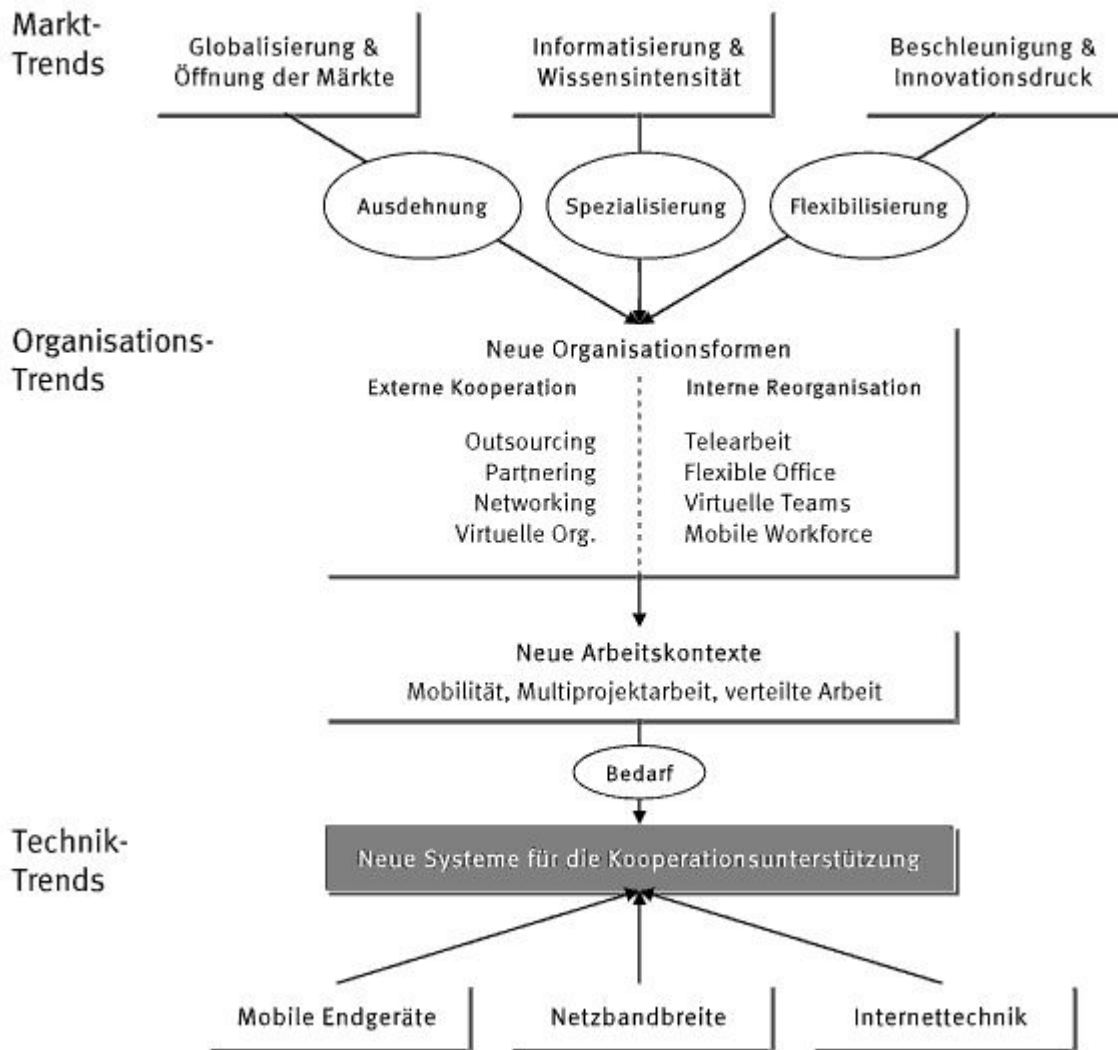 Markt-
Trends
Globalisierung &
Öffnung der Märkte
Informatisierung &
Wissensintensität
Beschleunigung &
Innovationsdruck
Ausdehnung
Spezialisierung
Flexibilisierung
Organisations-
Trends
Neue Organisationsformen
Externe Kooperation
Outsourcing
Partnering
Networking
Virtuelle Org.
Interne Reorganisation
Telearbeit
Flexible Office
Virtuelle Teams
Mobile Workforce
Neue Arbeitskontexte
Mobilität, Multiprojektarbeit, verteilte Arbeit
Bedarf
Technik-
Trends
Neue Systeme für die Kooperationsunterstützung
Mobile Endgeräte
Netzbandbreite
Internettechnik